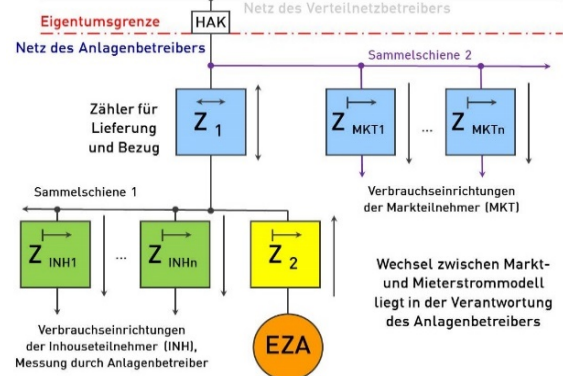 Netz des Verteilnetzbetreibers
Eigentumsgrenze
HAK
Netz des Anlagenbetreibers
Sammelschiene 2
Zähler für
Lieferung
und Bezug
Z 1
Z MKT1
...
Z MKTn
Verbrauchseinrichtungen
der Markteilnehmer (MKT)
Sammelschiene 1
Z INH1
...
Z INHn
Z 2
Wechsel zwischen Markt-
und Mieterstrommodell
liegt in der Verantwortung
des Anlagenbetreibers
Verbrauchseinrichtungen
der Inhouseteilnehmer (INH),
Messung durch Anlagenbetreiber
EZA